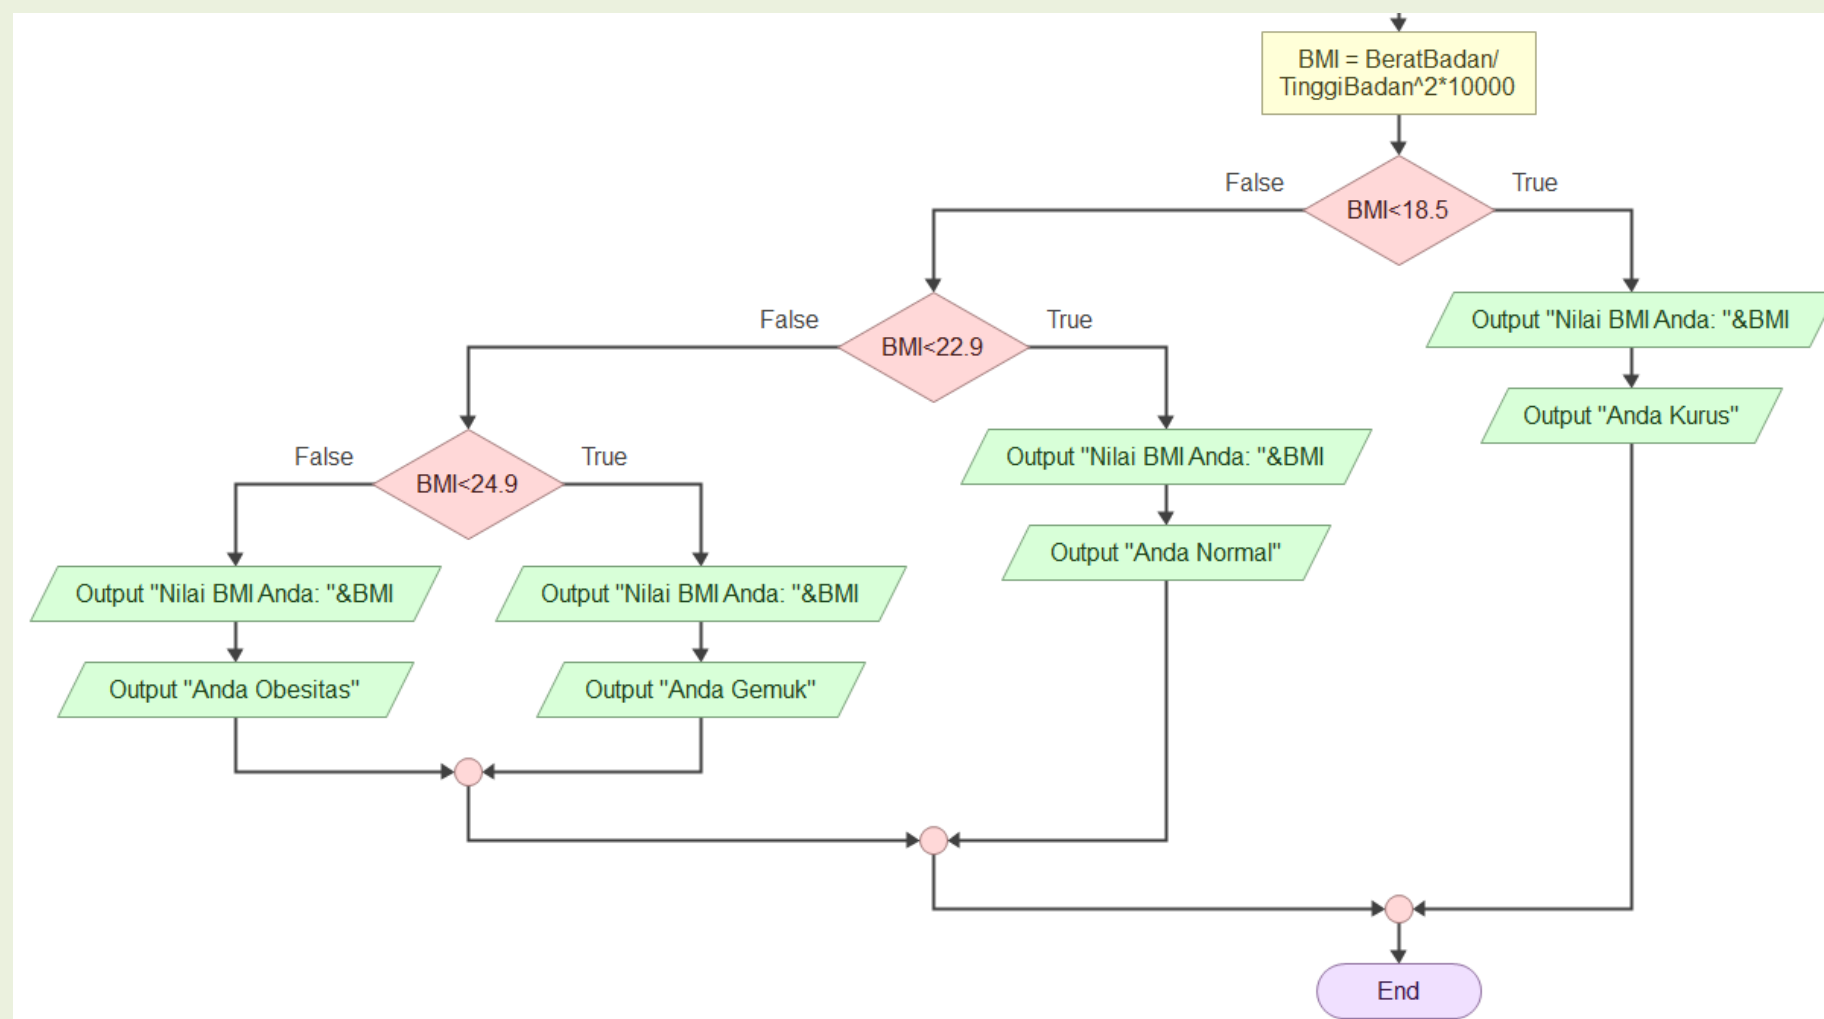 BMI = BeratBadan/
TinggiBadan^2*10000
False
True
BMI<18.5
False
True
BMI<22.9
Output "Nilai BMI Anda: "&BMI
Output "Anda Kurus"
False
True
BMI<24.9
Output "Nilai BMI Anda: "&BMI
Output "Anda Normal"
Output "Nilai BMI Anda: "&BMI
Output "Nilai BMI Anda: "&BMI
Output "Anda Obesitas"
Output "Anda Gemuk"
End